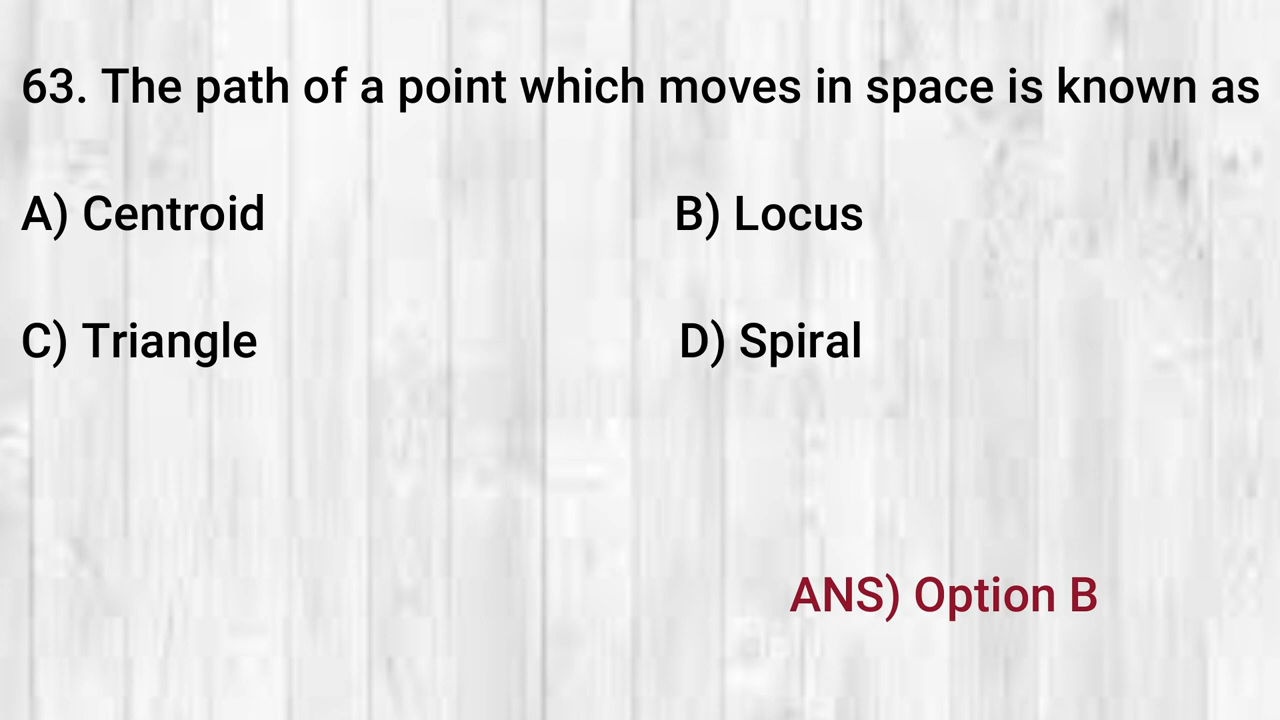 63. The path of a point which moves in space is known as
A) Centroid B) Locus
C) Triangle D) Spiral
ANS) Option B